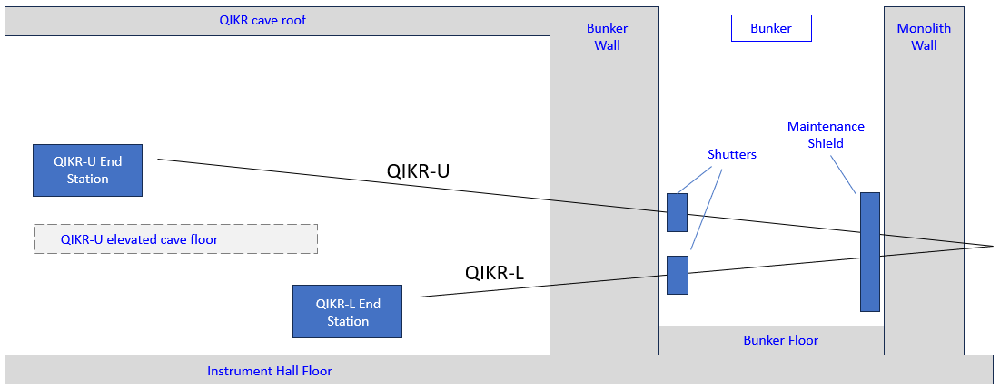 QIKR cave roof
Bunker
Wall
Bunker
Monolith
Wall
Maintenance
Shield
Shutters
QIKR-U End
Station
QIKR-U
QIKR-U elevated cave floor
QIKR-L
QIKR-L End
Station
Bunker Floor
Instrument Hall Floor